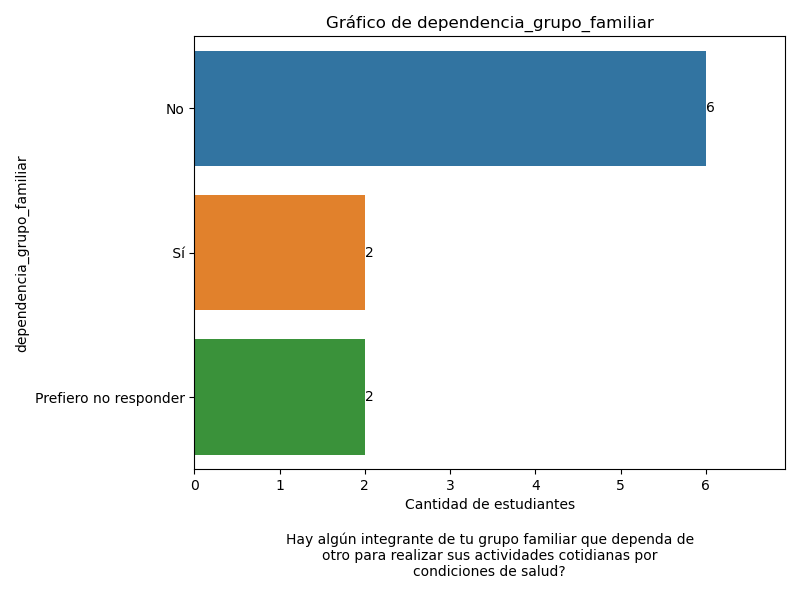 Gráfico de dependencia_grupo_familiar
dependencia_grupo_familiar
No
6
Sí
2
Prefiero no responder
2
0 1 2 3 4 5 6
Cantidad de estudiantes
Hay algún integrante de tu grupo familiar que dependa de
otro para realizar sus actividades cotidianas por
condiciones de salud?